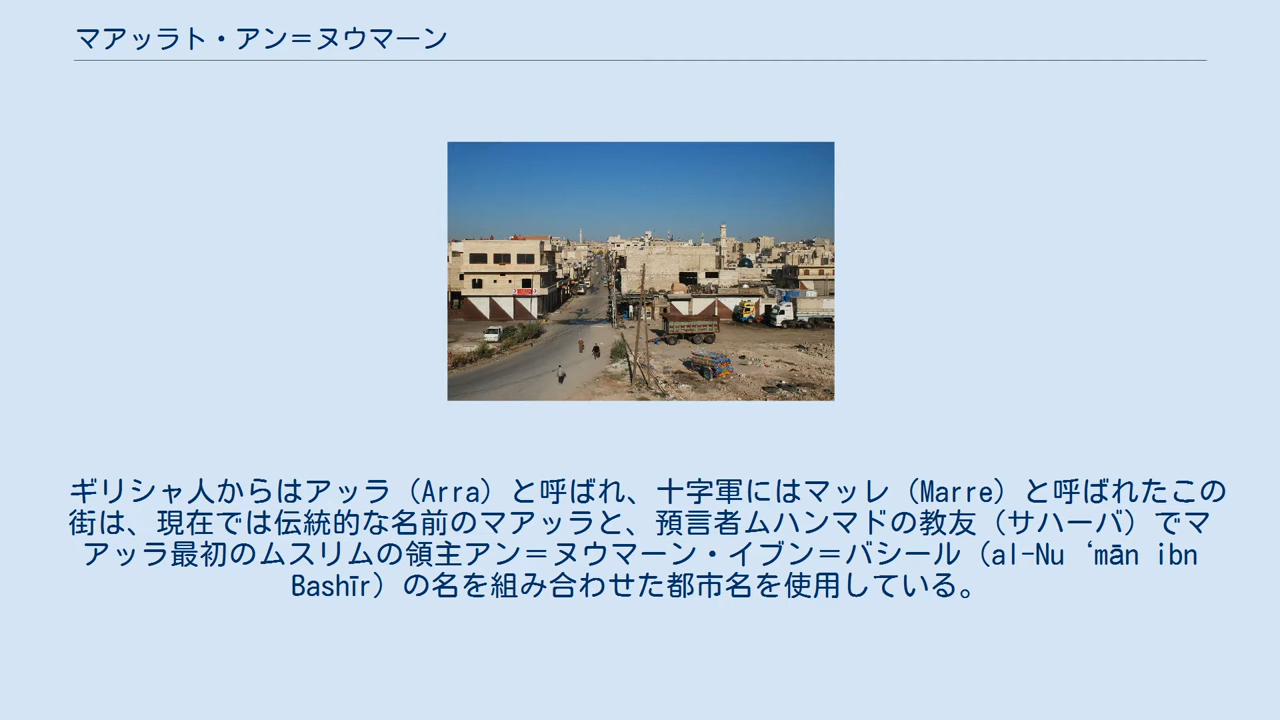 マアッラト・アン＝ヌウマーン
ギリシャ人からはアッラ（Arra）と呼ばれ、十字軍にはマッレ（Marre）と呼ばれたこの
街は、現在では伝統的な名前のマアッラと、預言者ムハンマドの教友（サハーバ）でマ
アッラ最初のムスリムの領主アン＝ヌウマーン・イブン＝バシール（al-Nu‘mān ibn
Bashīr）の名を組み合わせた都市名を使用している。